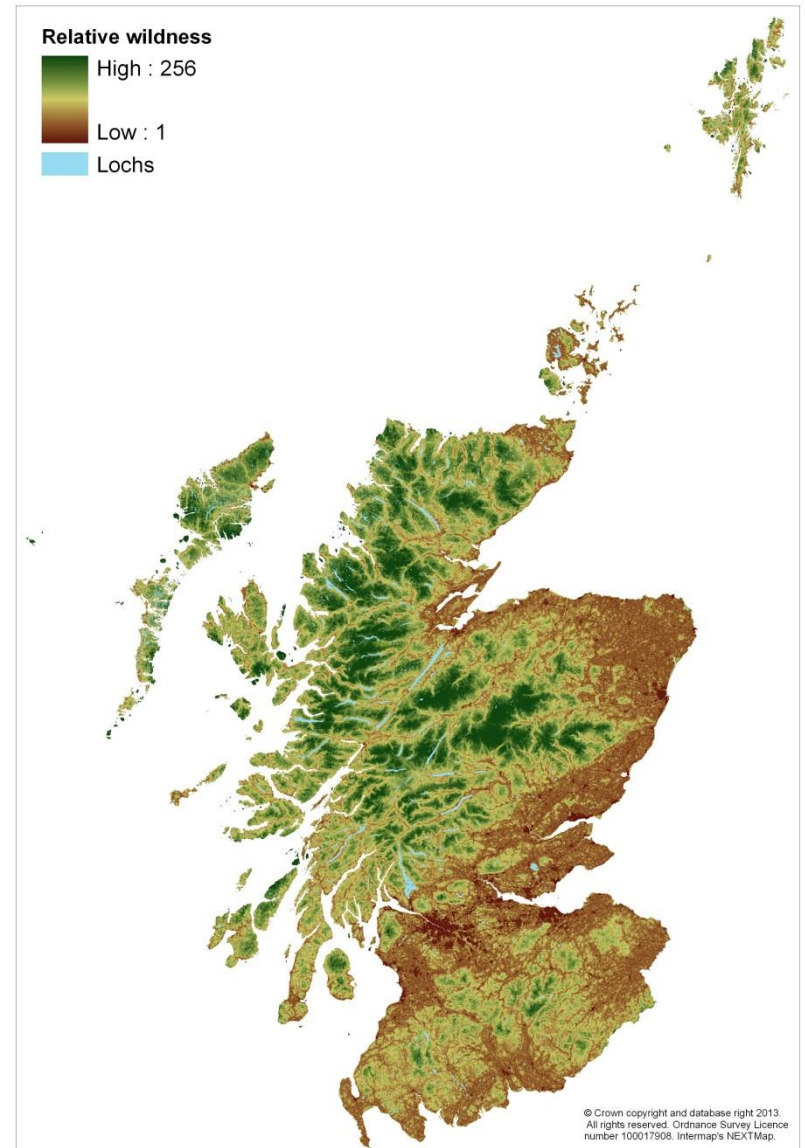 Relative wildness
High : 256
Low : 1
Lochs
© Crown copyright and database right 2013.
All rights reserved. Ordnance Survey Licence
number 100017908. Intermap's NEXTMap.